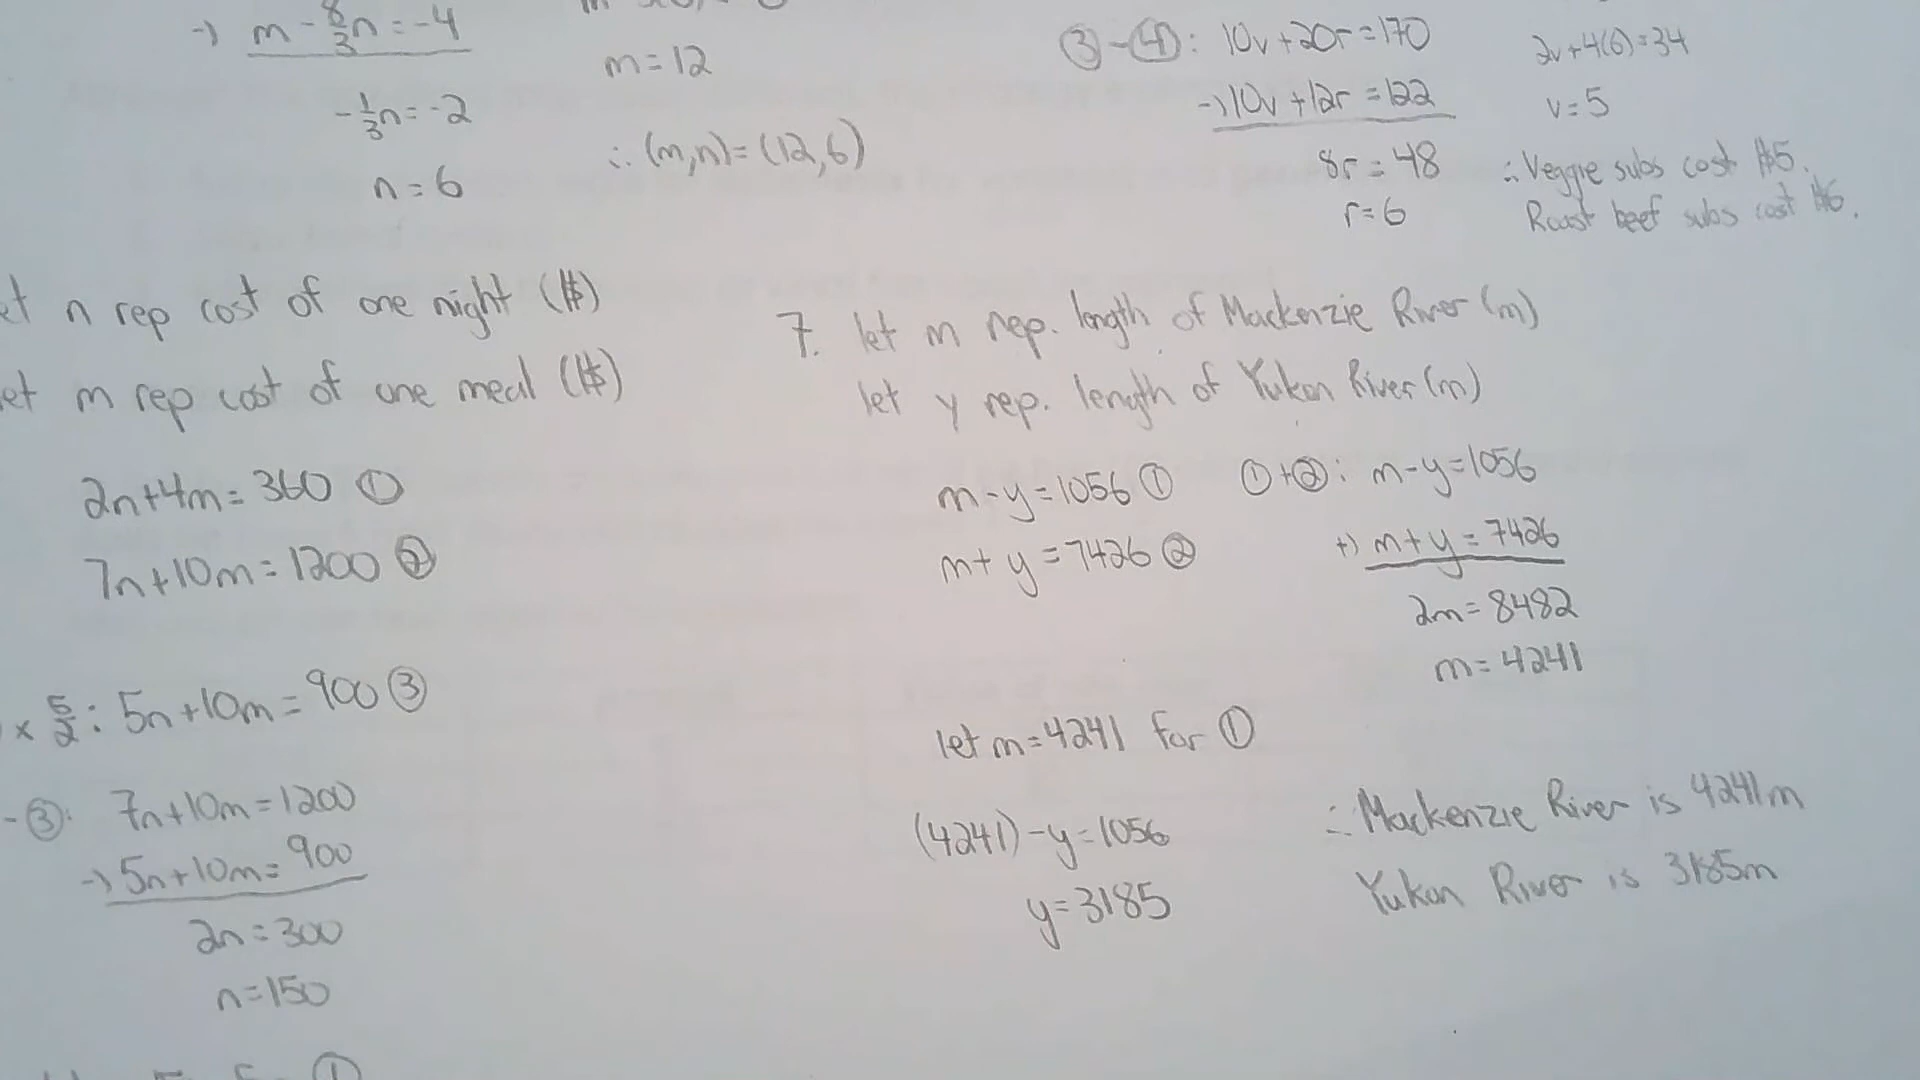 -) m - 8/3n = -4
-1/3n = -2
n = 6
m = 12
∴ (m,n) = (12,6)
③-④: 10v+20r=170
-)10v+12r=122
8r = 48
r=6
2v+4(6)=34
v=5
∴ Veggie subs cost $5.
Roast beef subs cost $6.
et n rep cost of one night ($)
et m rep cost of one meal ($)
2n+4m=360 ①
7n+10m=1200 ②
x 5/2: 5n+10m=900 ③
-③: 7n+10m=1200
-) 5n+10m=900
2n=300
n=150
7. let m rep. length of Mackenzie River (m)
let y rep. length of Yukon River (m)
m-y=1056 ①
m+y=7426 ②
①+②: m-y=1056
+) m+y=7426
2m=8482
m=4241
let m=4241 for ①
(4241)-y=1056
y=3185
∴ Mackenzie River is 4241m
Yukon River is 3185m